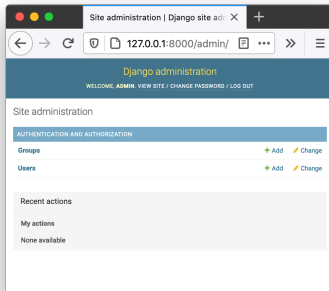 Site administration | Django site adn
127.0.0.1:8000/admin/
Django administration
WELCOME, ADMIN. VIEW SITE / CHANGE PASSWORD / LOG OUT
Site administration
AUTHENTICATION AND AUTHORIZATION
Groups + Add Change
Users + Add Change
Recent actions
My actions
None available